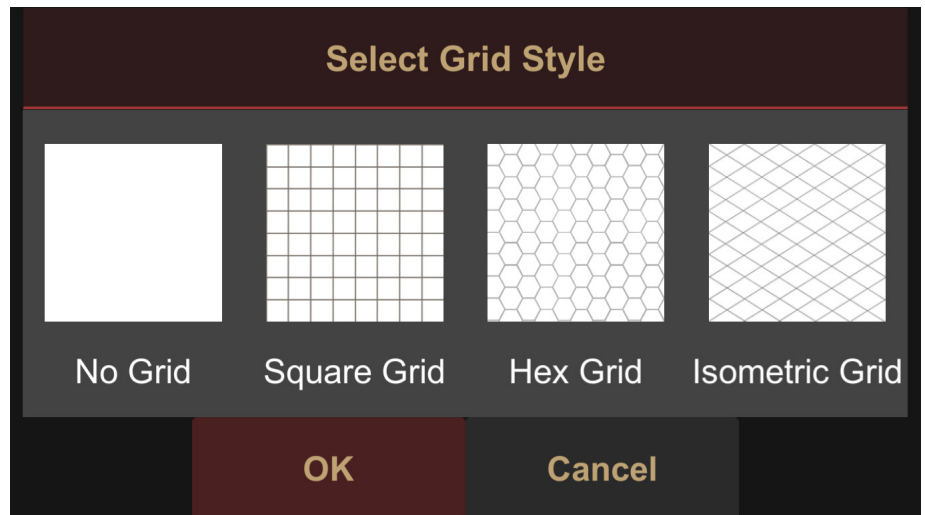 Select Grid Style
No Grid
Square Grid
Hex Grid
Isometric Grid
OK
Cancel